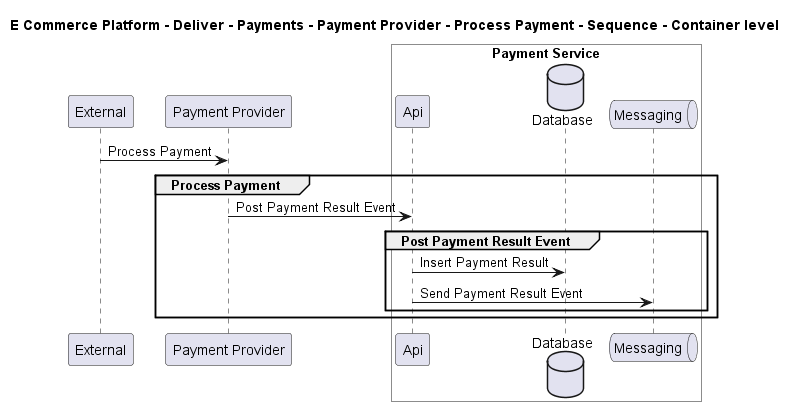 E Commerce Platform - Deliver - Payments - Payment Provider - Process Payment - Sequence - Container level
Payment Service
External
Payment Provider
Api
Database
Messaging
Process Payment
Process Payment
Post Payment Result Event
Post Payment Result Event
Insert Payment Result
Send Payment Result Event
External
Payment Provider
Api
Database
Messaging